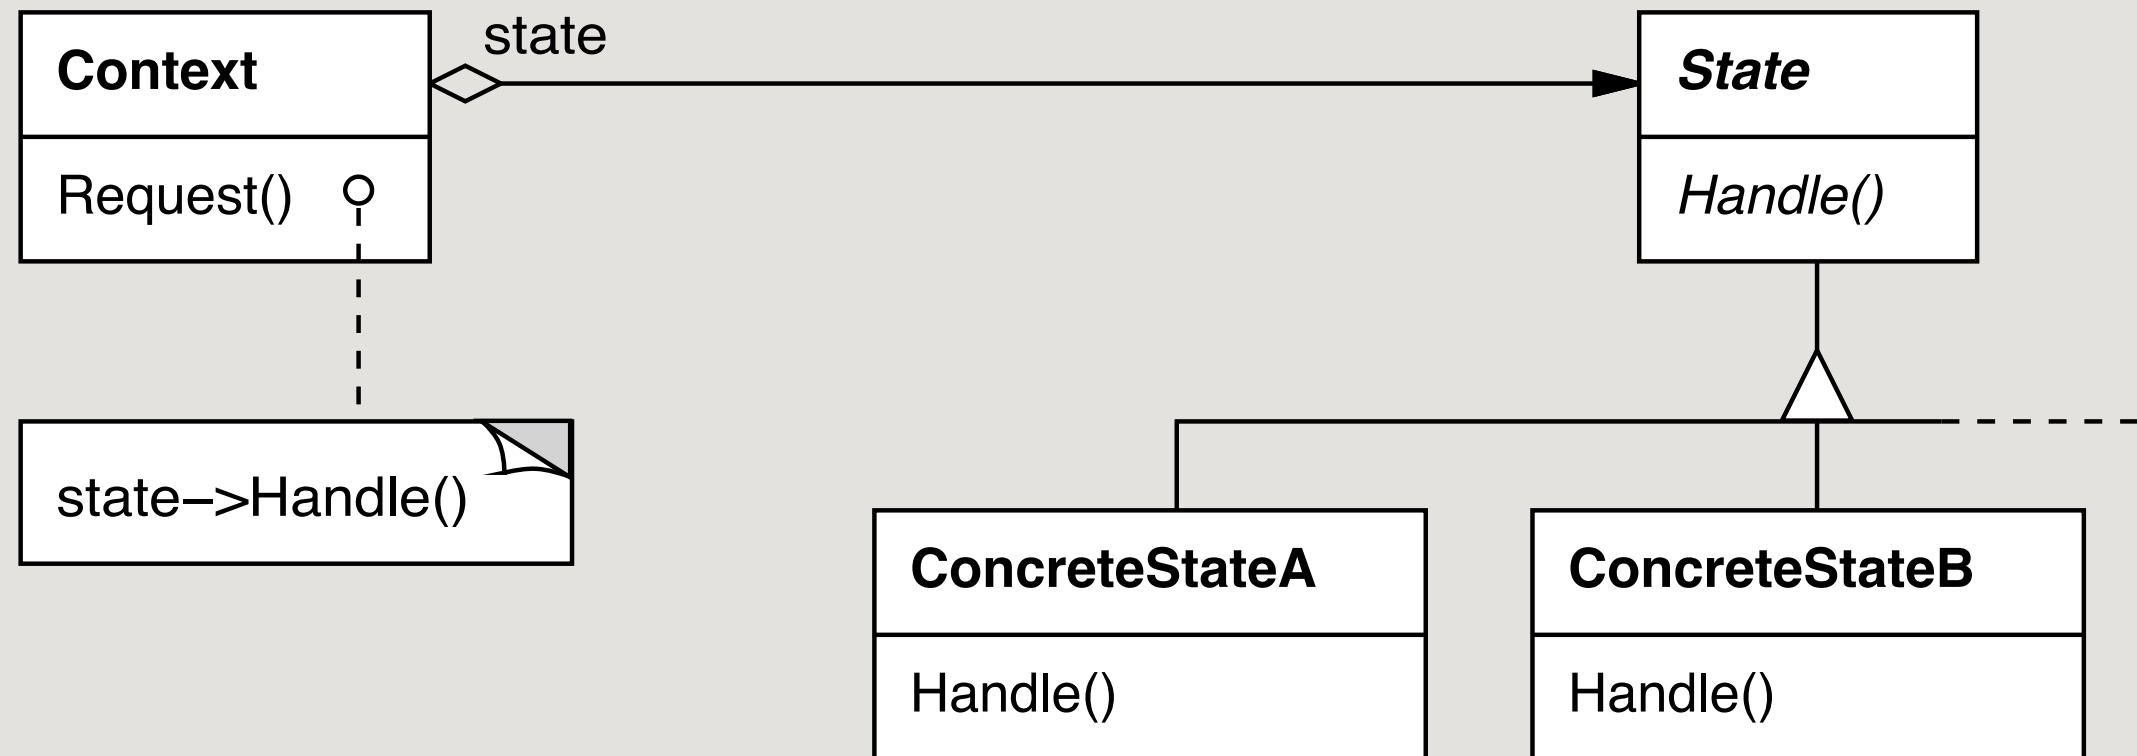 Context
state
State
Request()
Handle()
state–>Handle()
ConcreteStateA
ConcreteStateB
Handle()
Handle()